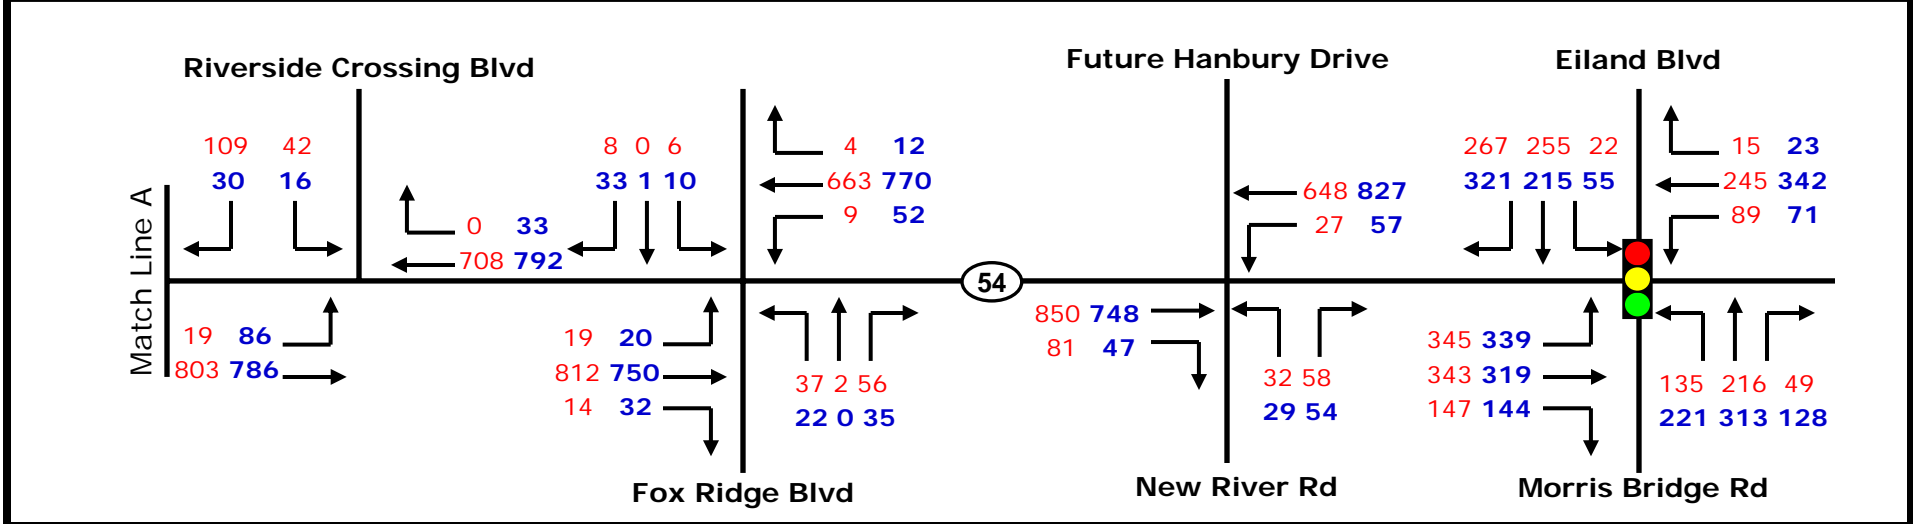 Riverside Crossing Blvd
Future Hanbury Drive
Eiland Blvd
Match Line A
109 42
30 16
0 33
708 792
19 86
803 786
8 0 6
33 1 10
4 12
663 770
9 52
19 20
812 750
14 32
37 2 56
22 0 35
Fox Ridge Blvd
54
648 827
27 57
850 748
81 47
32 58
29 54
New River Rd
267 255 22
321 215 55
15 23
245 342
89 71
345 339
343 319
147 144
135 216 49
221 313 128
Morris Bridge Rd